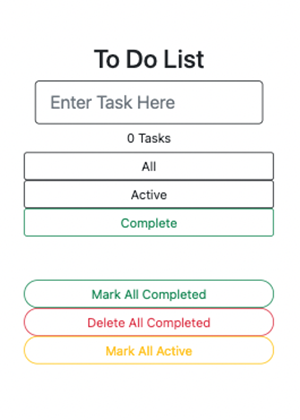 To Do List
Enter Task Here
0 Tasks
All
Active
Complete
Mark All Completed
Delete All Completed
Mark All Active